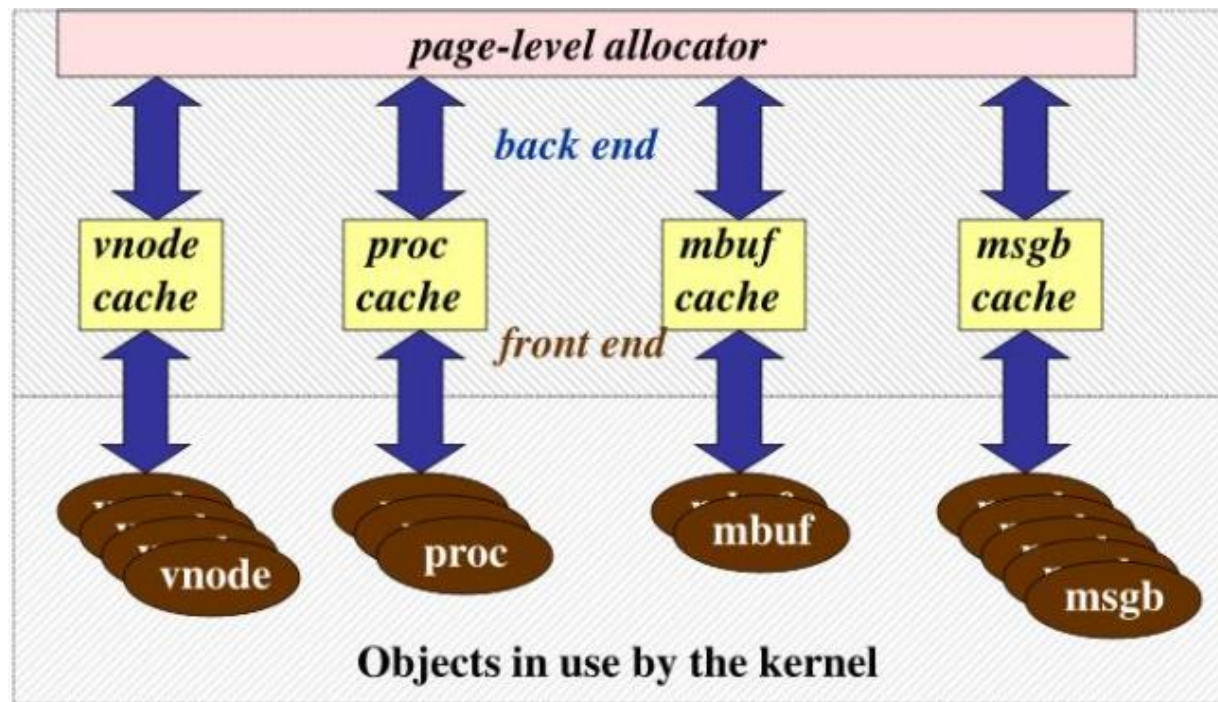 page-level allocator
back end
vnode
cache
proc
cache
mbuf
cache
msgb
cache
front end
vnode
proc
mbuf
msgb
Objects in use by the kernel